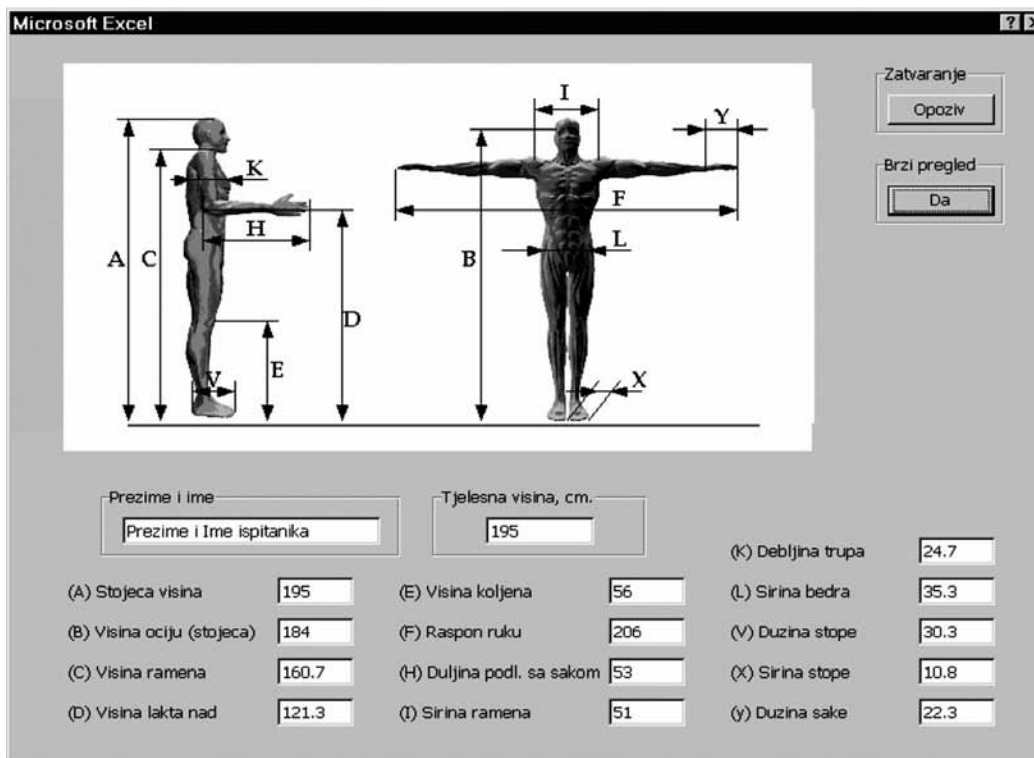 Microsoft Excel
I
Y
K
F
H
L
A
C
B
D
E
V
X
Zatvaranje
Opoziv
Brzi pregled
Da
Prezime i ime
Prezime i Ime ispitanika
Tjelesna visina, cm.
195
(A) Stojeca visina 195
(B) Visina ociju (stojeca) 184
(C) Visina ramena 160.7
(D) Visina lakta nad 121.3
(E) Visina koljena 56
(F) Raspon ruku 206
(H) Duljina podl. sa sakom 53
(I) Sirina ramena 51
(K) Debljina trupa 24.7
(L) Sirina bedra 35.3
(V) Duzina stope 30.3
(X) Sirina stope 10.8
(y) Duzina sake 22.3